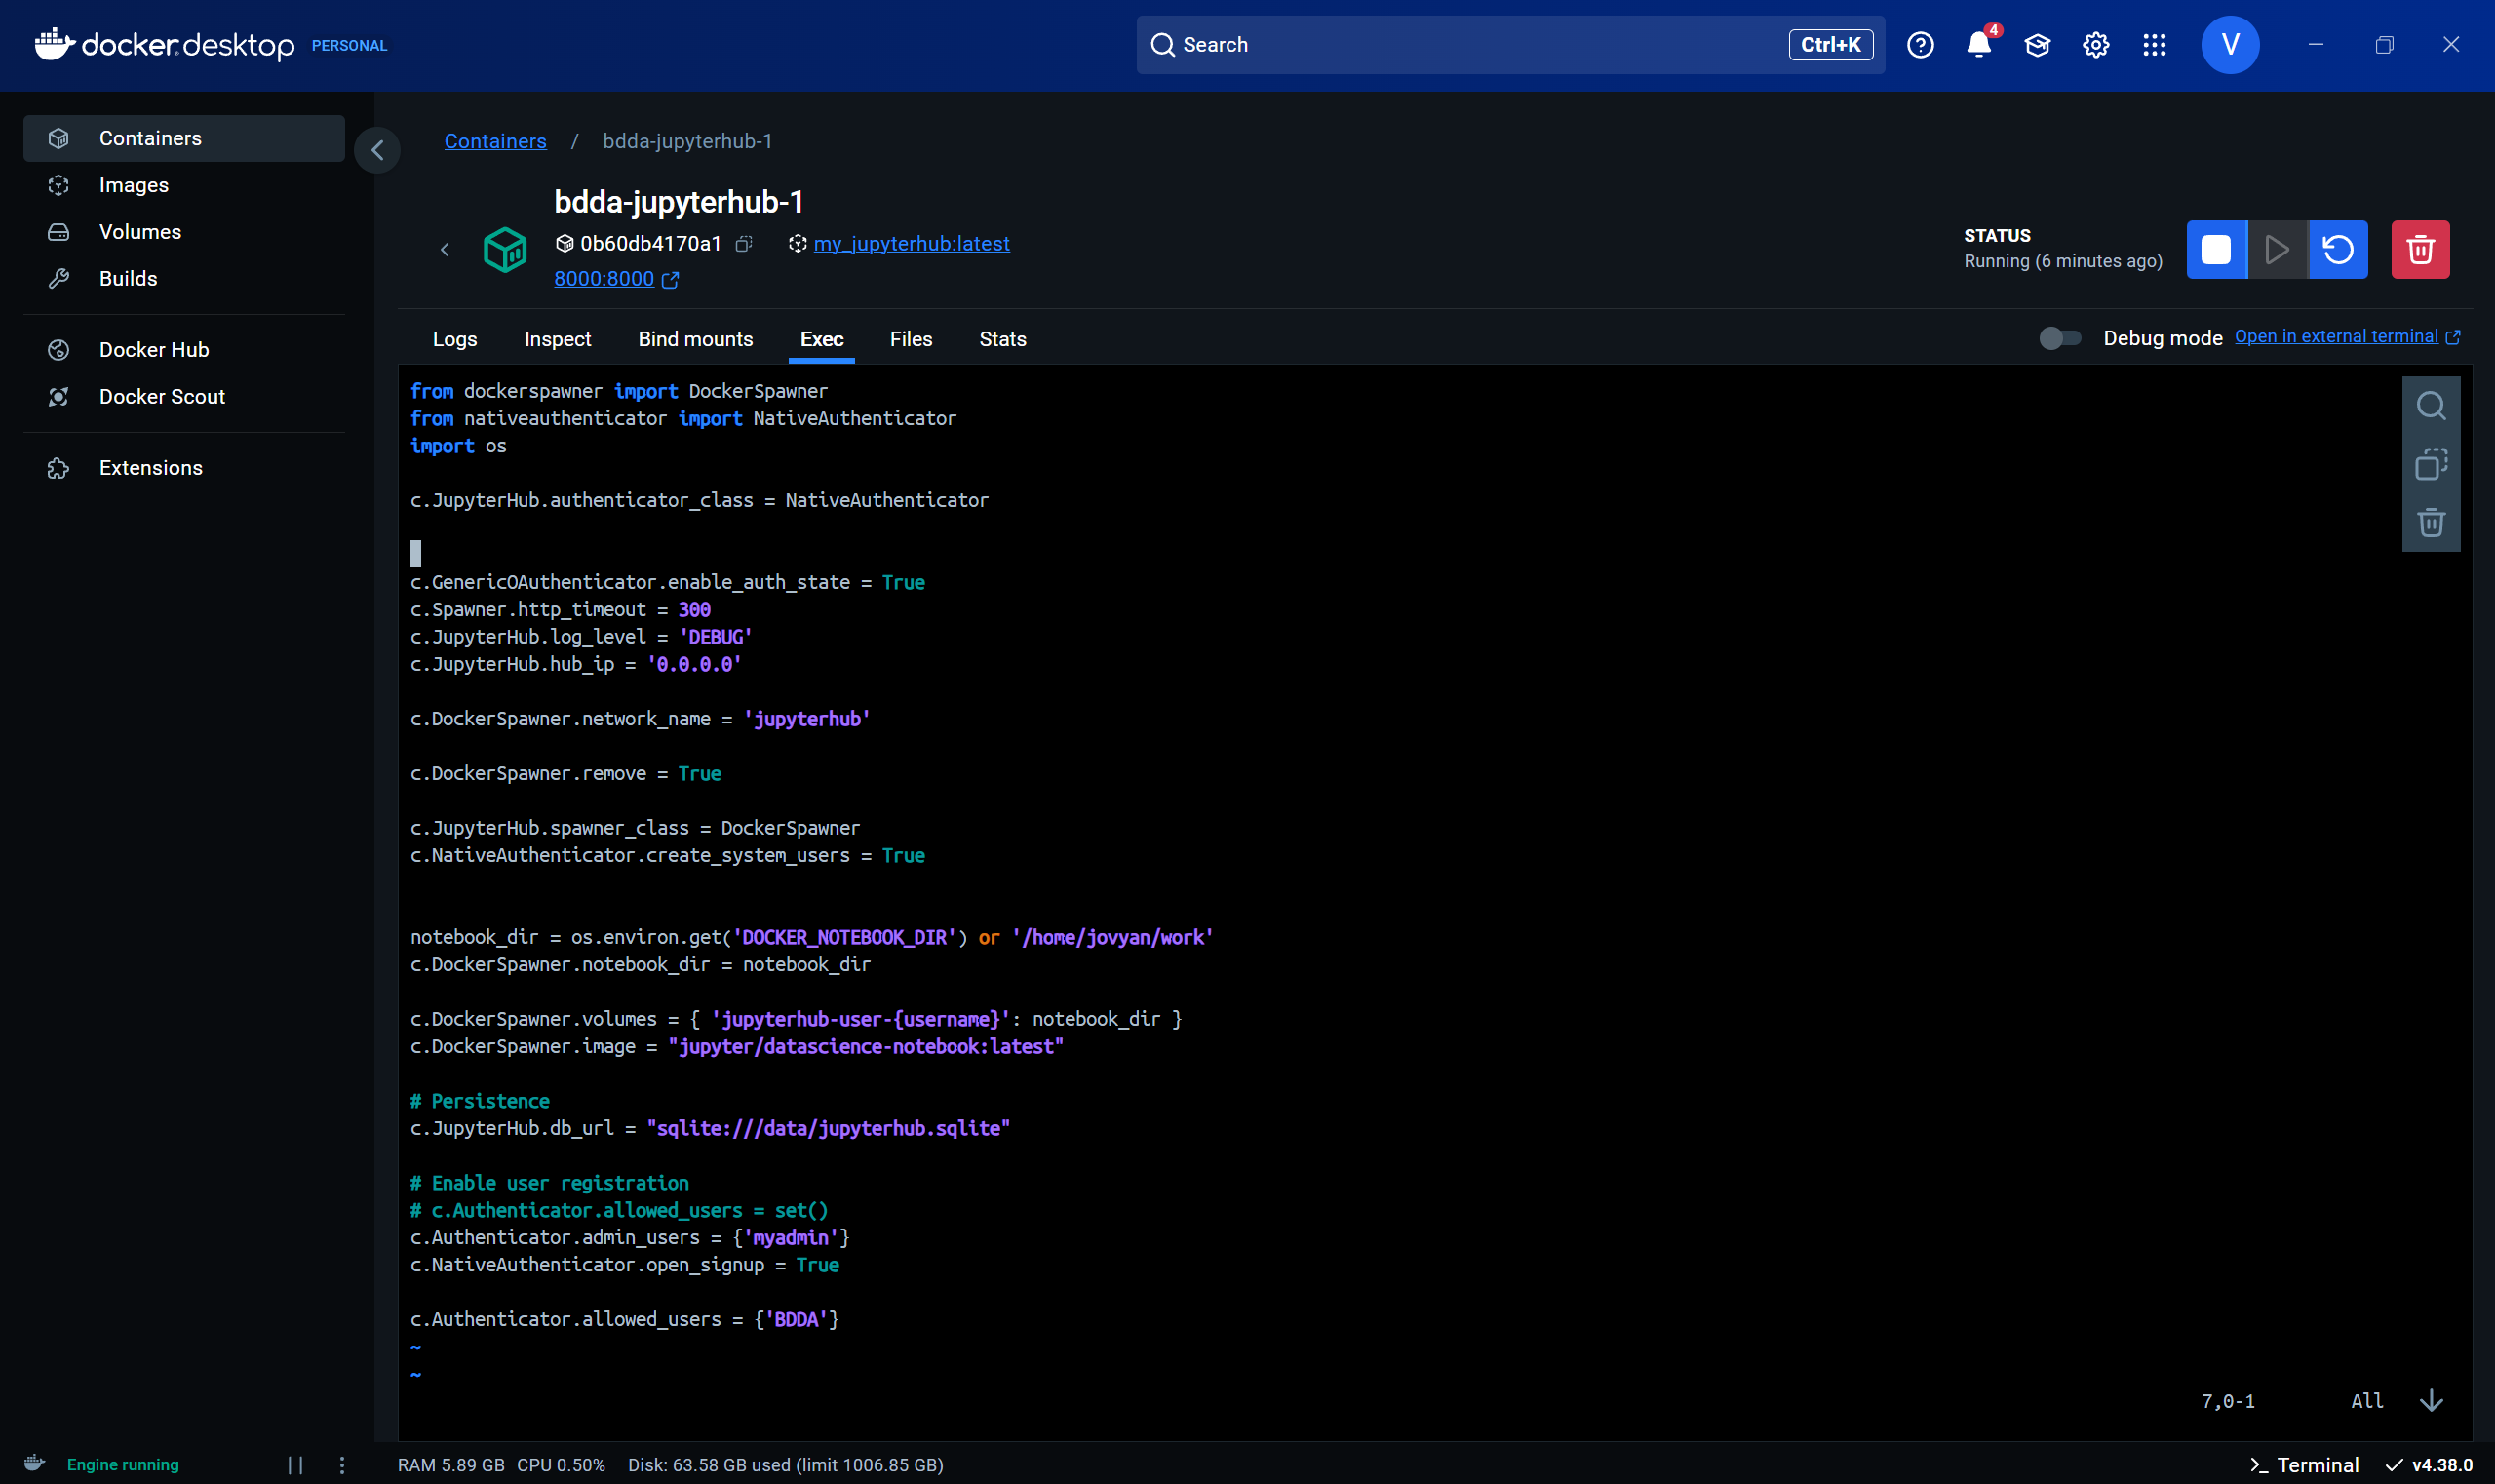 docker.desktop PERSONAL
Search
Ctrl+K
4
V
Containers
Images
Volumes
Builds
Docker Hub
Docker Scout
Extensions
Containers / bdda-jupyterhub-1
bdda-jupyterhub-1
0b60db4170a1
my_jupyterhub:latest
8000:8000
STATUS
Running (6 minutes ago)
Logs Inspect Bind mounts Exec Files Stats
Debug mode
Open in external terminal
from dockerspawner import DockerSpawner
from nativeauthenticator import NativeAuthenticator
import os
c.JupyterHub.authenticator_class = NativeAuthenticator
c.GenericOAuthenticator.enable_auth_state = True
c.Spawner.http_timeout = 300
c.JupyterHub.log_level = 'DEBUG'
c.JupyterHub.hub_ip = '0.0.0.0'
c.DockerSpawner.network_name = 'jupyterhub'
c.DockerSpawner.remove = True
c.JupyterHub.spawner_class = DockerSpawner
c.NativeAuthenticator.create_system_users = True
notebook_dir = os.environ.get('DOCKER_NOTEBOOK_DIR') or '/home/jovyan/work'
c.DockerSpawner.notebook_dir = notebook_dir
c.DockerSpawner.volumes = { 'jupyterhub-user-{username}': notebook_dir }
c.DockerSpawner.image = "jupyter/datascience-notebook:latest"
# Persistence
c.JupyterHub.db_url = "sqlite:///data/jupyterhub.sqlite"
# Enable user registration
# c.Authenticator.allowed_users = set()
c.Authenticator.admin_users = {'myadmin'}
c.NativeAuthenticator.open_signup = True
c.Authenticator.allowed_users = {'BDDA'}
~
~
7,0-1 All
Engine running
RAM 5.89 GB CPU 0.50% Disk: 63.58 GB used (limit 1006.85 GB)
Terminal
v4.38.0